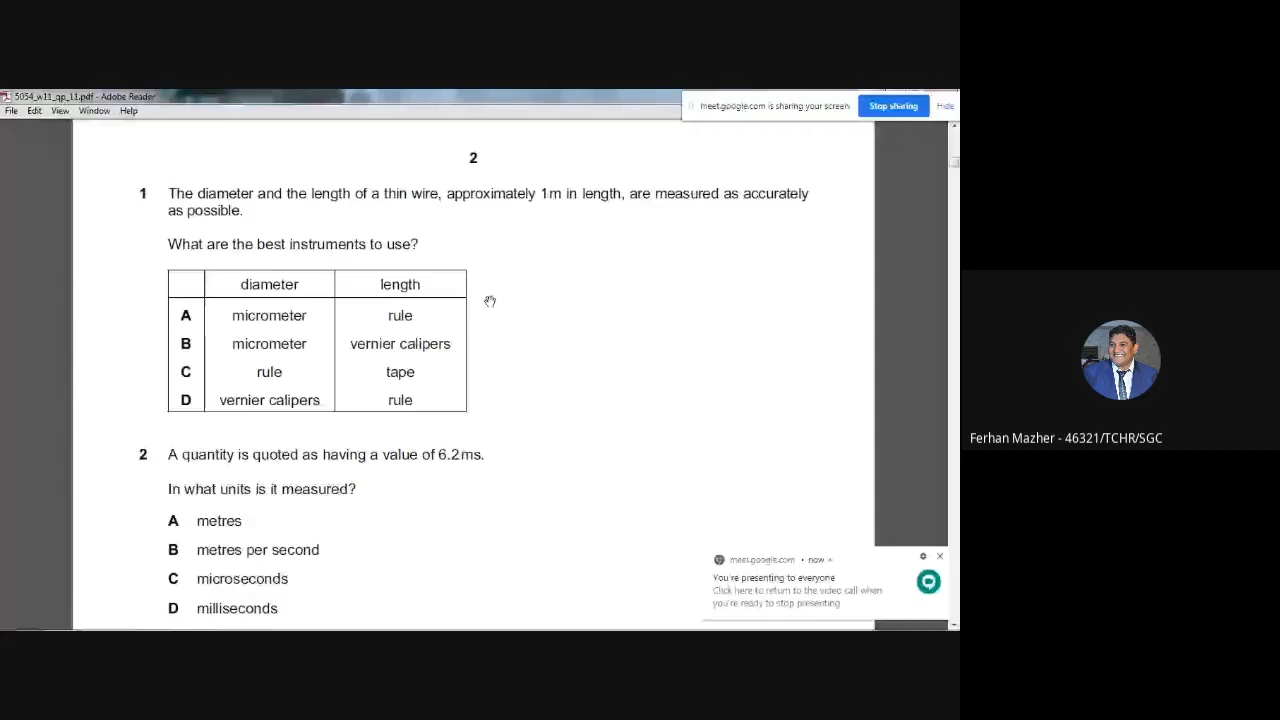 5054_w11_qp_11.pdf - Adobe Reader
File Edit View Window Help
meet.google.com is sharing your screen Stop sharing Hide
2
1 The diameter and the length of a thin wire, approximately 1m in length, are measured as accurately
as possible.
What are the best instruments to use?
diameter length
A micrometer rule
B micrometer vernier calipers
C rule tape
D vernier calipers rule
2 A quantity is quoted as having a value of 6.2ms.
In what units is it measured?
A metres
B metres per second
C microseconds
D milliseconds
meet.google.com • now
You're presenting to everyone
Click here to return to the video call when
you're ready to stop presenting
Ferhan Mazher - 46321/TCHR/SGC